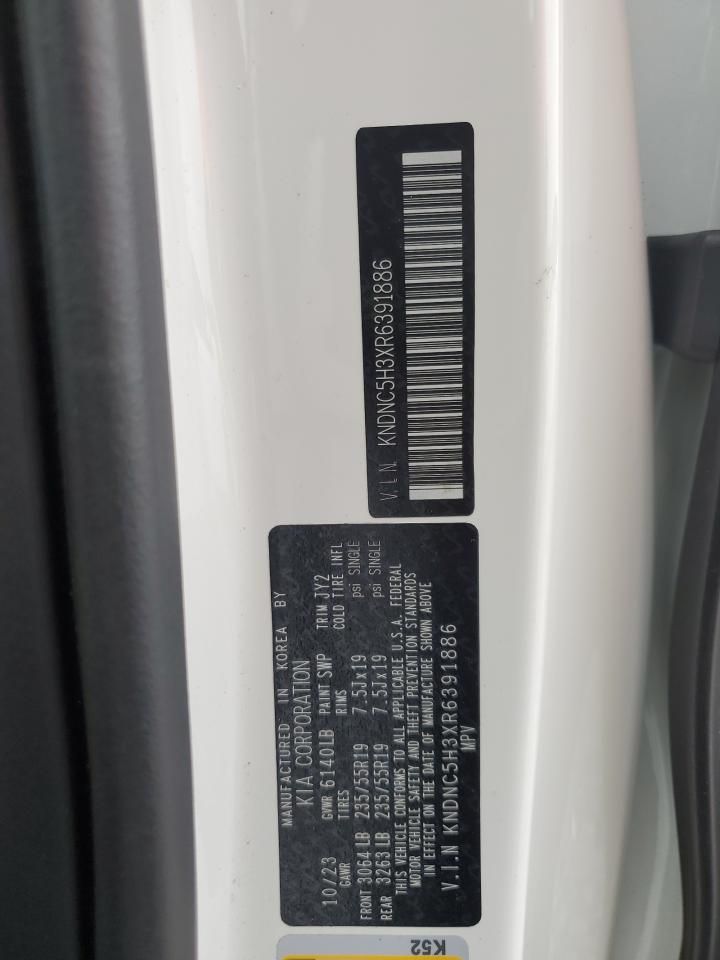 V.I.N. KNDNC5H3XR6391886
MANUFACTURED IN KOREA BY
KIA CORPORATION
10/23 GVWR 6140LB PAINT SWP TRIM JY2
GAWR TIRES RIMS COLD TIRE INFL
FRONT 3064LB 235/55R19 7.5Jx19 psi SINGLE
REAR 3263LB 235/55R19 7.5Jx19 psi SINGLE
THIS VEHICLE CONFORMS TO ALL APPLICABLE U.S.A. FEDERAL
MOTOR VEHICLE SAFETY AND THEFT PREVENTION STANDARDS
IN EFFECT ON THE DATE OF MANUFACTURE SHOWN ABOVE
V.I.N KNDNC5H3XR6391886
MPV
K52